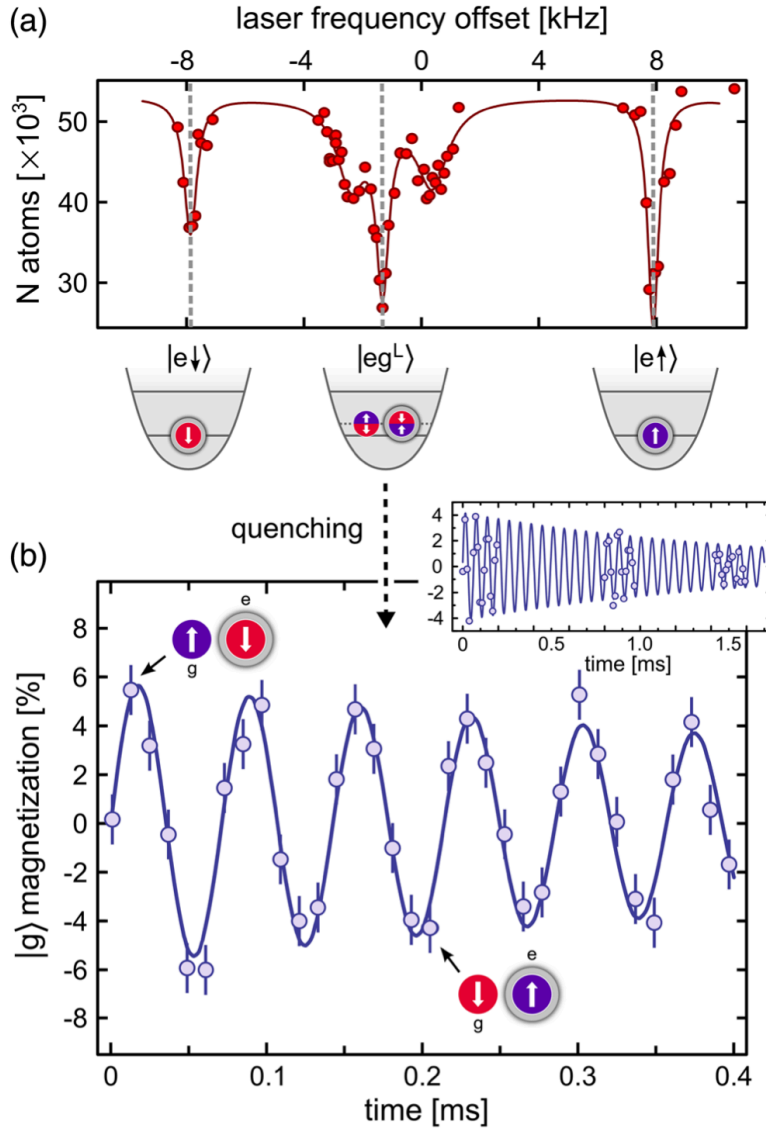 (a)
laser frequency offset [kHz]
-8 -4 0 4 8
N atoms [×10³]
50
40
30
|e↓⟩ |egᴸ⟩ |e↑⟩
quenching
4
2
0
-2
-4
0 0.5 1.0 1.5
time [ms]
(b)
|g⟩ magnetization [%]
8
6
4
2
0
-2
-4
-6
-8
e
g
e
g
0 0.1 0.2 0.3 0.4
time [ms]